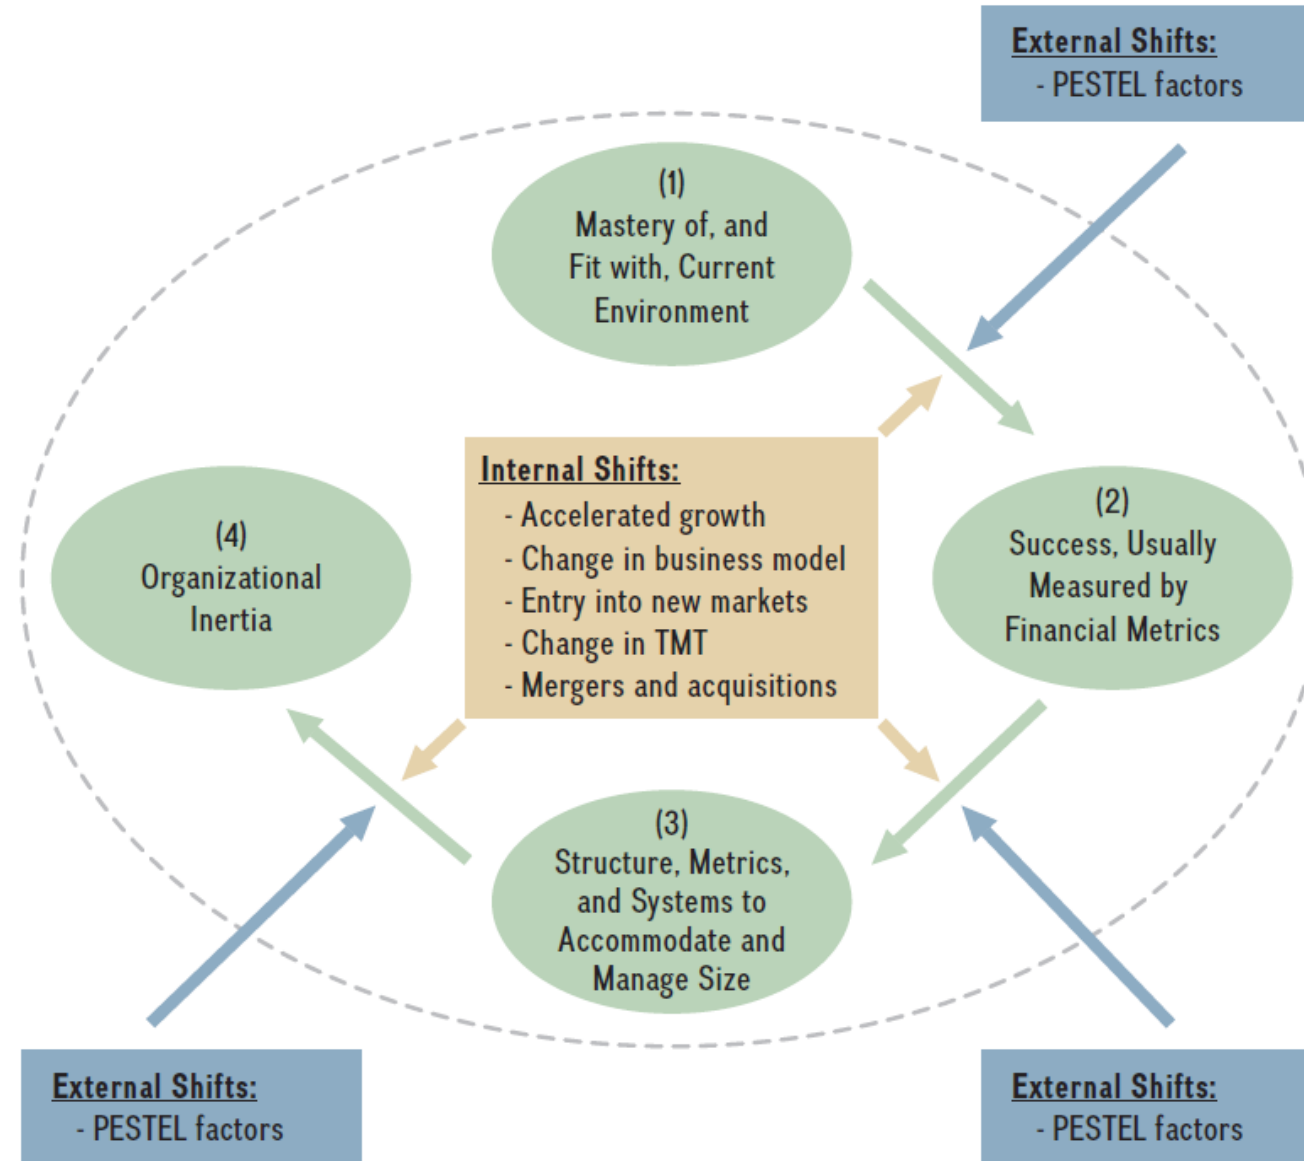 External Shifts:
- PESTEL factors
(1)
Mastery of, and
Fit with, Current
Environment
Internal Shifts:
- Accelerated growth
- Change in business model
- Entry into new markets
- Change in TMT
- Mergers and acquisitions
(2)
Success, Usually
Measured by
Financial Metrics
(4)
Organizational
Inertia
(3)
Structure, Metrics,
and Systems to
Accommodate and
Manage Size
External Shifts:
- PESTEL factors
External Shifts:
- PESTEL factors